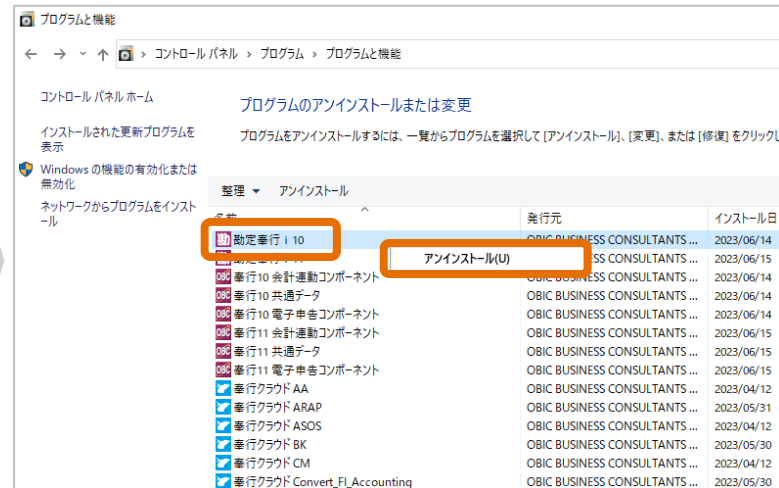 プログラムと機能
コントロール パネル › プログラム › プログラムと機能
コントロール パネル ホーム
プログラムのアンインストールまたは変更
インストールされた更新プログラムを
表示
プログラムをアンインストールするには、一覧からプログラムを選択して [アンインストール]、[変更]、または [修復] をクリックし
Windows の機能の有効化または
無効化
ネットワークからプログラムをインスト
ール
整理 アンインストール
名前 発行元 インストール日
勘定奉行 i 10 OBIC BUSINESS CONSULTANTS ... 2023/06/14
アンインストール(U)
2023/06/15
OBC 奉行10 会計連動コンポーネント OBIC BUSINESS CONSULTANTS ... 2023/06/14
OBC 奉行10 共通データ OBIC BUSINESS CONSULTANTS ... 2023/06/14
OBC 奉行10 電子申告コンポーネント OBIC BUSINESS CONSULTANTS ... 2023/06/14
OBC 奉行11 会計連動コンポーネント OBIC BUSINESS CONSULTANTS ... 2023/06/15
OBC 奉行11 共通データ OBIC BUSINESS CONSULTANTS ... 2023/06/15
OBC 奉行11 電子申告コンポーネント OBIC BUSINESS CONSULTANTS ... 2023/06/15
奉行クラウド AA OBIC BUSINESS CONSULTANTS ... 2023/04/12
奉行クラウド ARAP OBIC BUSINESS CONSULTANTS ... 2023/05/31
奉行クラウド ASOS OBIC BUSINESS CONSULTANTS ... 2023/04/12
奉行クラウド BK OBIC BUSINESS CONSULTANTS ... 2023/05/30
奉行クラウド CM OBIC BUSINESS CONSULTANTS ... 2023/04/12
奉行クラウド Convert_FI_Accounting OBIC BUSINESS CONSULTANTS ... 2023/05/30